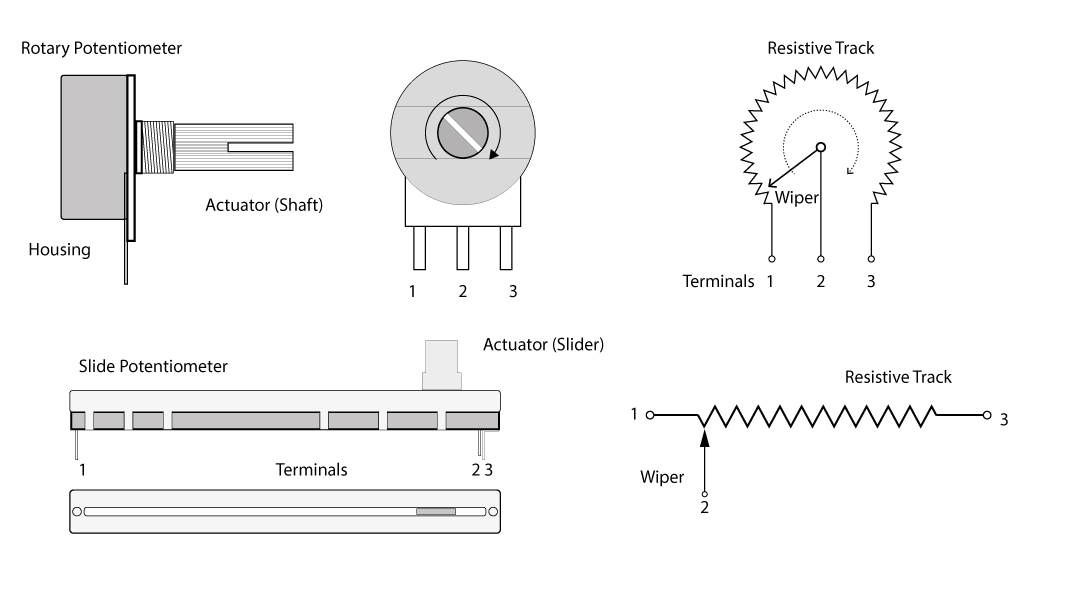 Rotary Potentiometer
Actuator (Shaft)
Housing
1 2 3
Resistive Track
Wiper
Terminals 1 2 3
Slide Potentiometer
Actuator (Slider)
1 Terminals 2 3
Resistive Track
1 3
Wiper
2